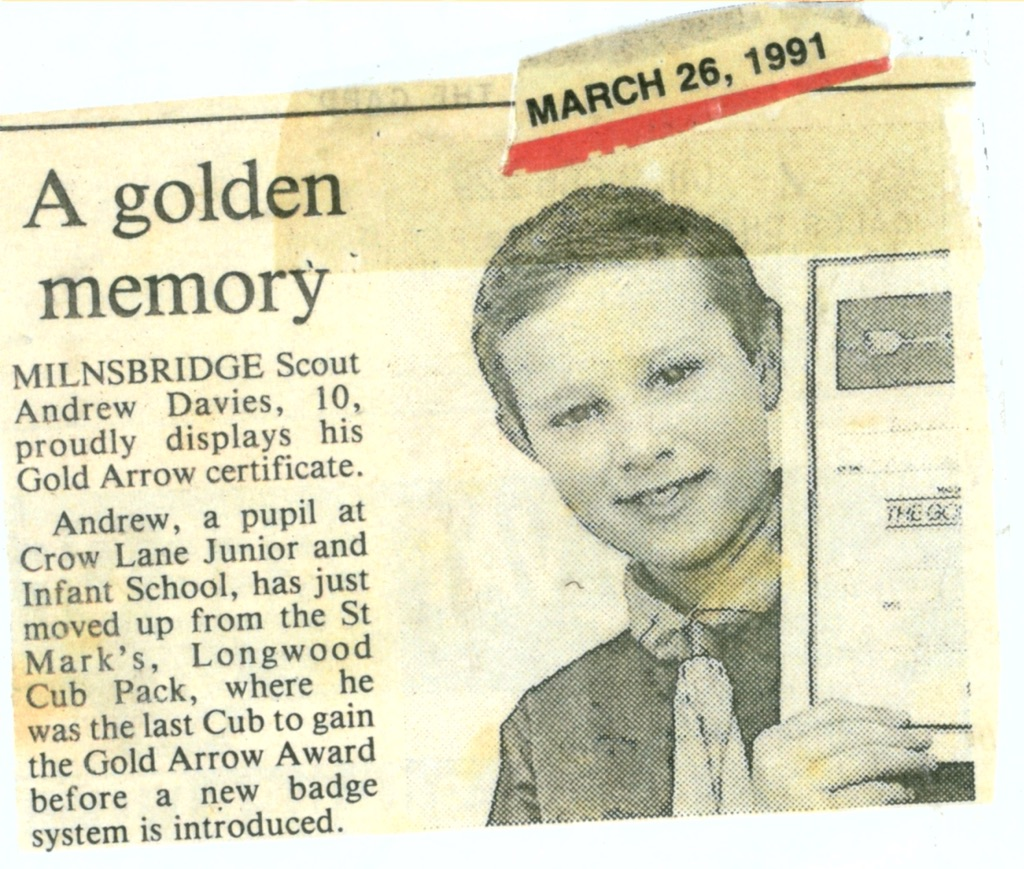 MARCH 26, 1991
A golden
memory
MILNSBRIDGE Scout
Andrew Davies, 10,
proudly displays his
Gold Arrow certificate.
Andrew, a pupil at
Crow Lane Junior and
Infant School, has just
moved up from the St
Mark's, Longwood
Cub Pack, where he
was the last Cub to gain
the Gold Arrow Award
before a new badge
system is introduced.
THE GO